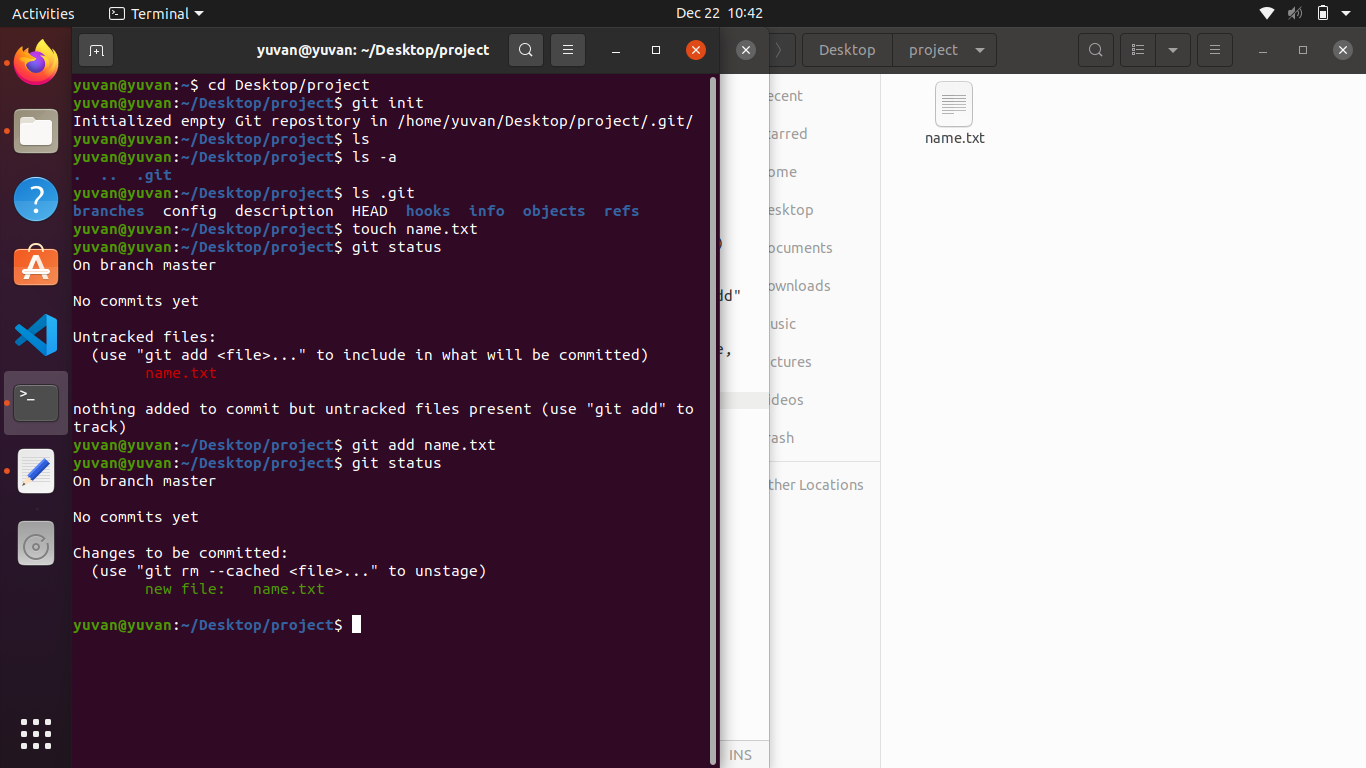 Activities
Terminal
Dec 22 10:42
yuvan@yuvan: ~/Desktop/project
yuvan@yuvan:~$ cd Desktop/project
yuvan@yuvan:~/Desktop/project$ git init
Initialized empty Git repository in /home/yuvan/Desktop/project/.git/
yuvan@yuvan:~/Desktop/project$ ls
yuvan@yuvan:~/Desktop/project$ ls -a
.  ..  .git
yuvan@yuvan:~/Desktop/project$ ls .git
branches  config  description  HEAD  hooks  info  objects  refs
yuvan@yuvan:~/Desktop/project$ touch name.txt
yuvan@yuvan:~/Desktop/project$ git status
On branch master
No commits yet
Untracked files:
  (use "git add <file>..." to include in what will be committed)
        name.txt
nothing added to commit but untracked files present (use "git add" to
track)
yuvan@yuvan:~/Desktop/project$ git add name.txt
yuvan@yuvan:~/Desktop/project$ git status
On branch master
No commits yet
Changes to be committed:
  (use "git rm --cached <file>..." to unstage)
        new file:   name.txt
yuvan@yuvan:~/Desktop/project$
dd"
e,
INS
Desktop
project
ecent
arred
ome
esktop
ocuments
ownloads
usic
ctures
deos
rash
ther Locations
name.txt